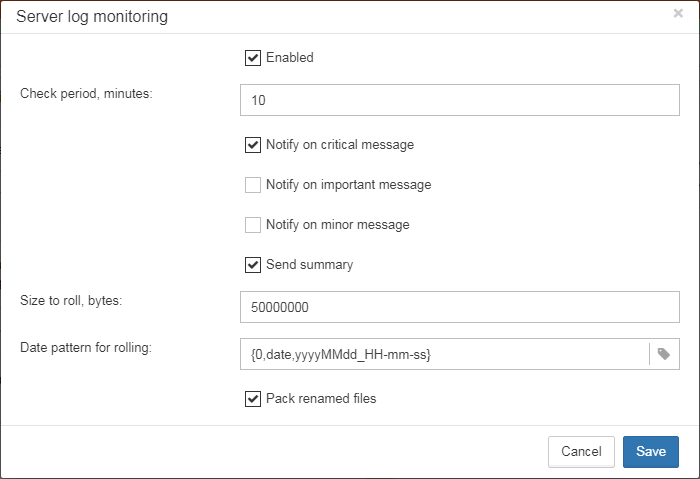 Server log monitoring
Enabled
Check period, minutes:
10
Notify on critical message
Notify on important message
Notify on minor message
Send summary
Size to roll, bytes:
50000000
Date pattern for rolling:
{0,date,yyyyMMdd_HH-mm-ss}
Pack renamed files
Cancel
Save